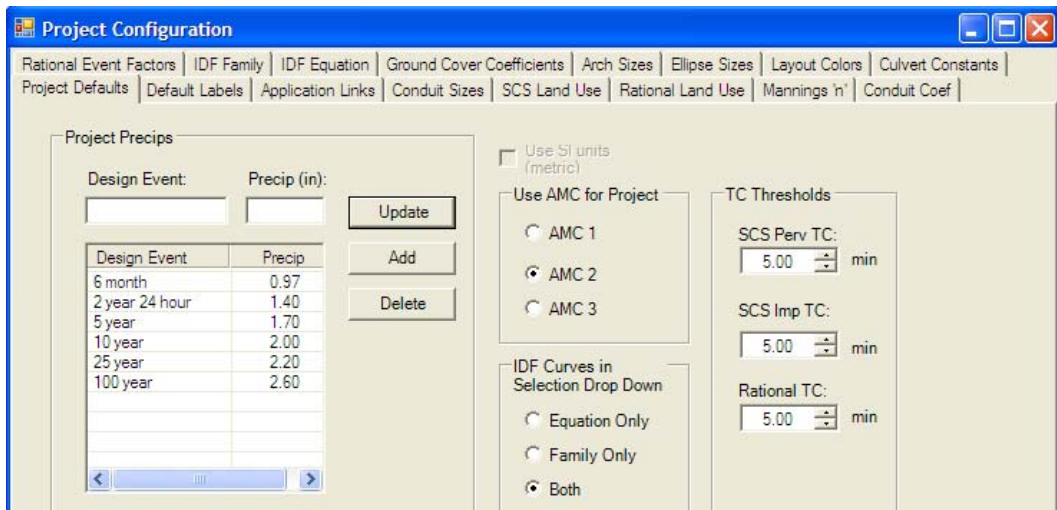 Project Configuration
Rational Event Factors IDF Family IDF Equation Ground Cover Coefficients Arch Sizes Ellipse Sizes Layout Colors Culvert Constants
Project Defaults Default Labels Application Links Conduit Sizes SCS Land Use Rational Land Use Mannings 'n' Conduit Coef
Project Precips
Design Event: Precip (in):
Update
Design Event Precip
6 month 0.97
2 year 24 hour 1.40
5 year 1.70
10 year 2.00
25 year 2.20
100 year 2.60
Add
Delete
Use SI units
(metric)
Use AMC for Project
AMC 1
AMC 2
AMC 3
IDF Curves in
Selection Drop Down
Equation Only
Family Only
Both
TC Thresholds
SCS Perv TC:
5.00 min
SCS Imp TC:
5.00 min
Rational TC:
5.00 min